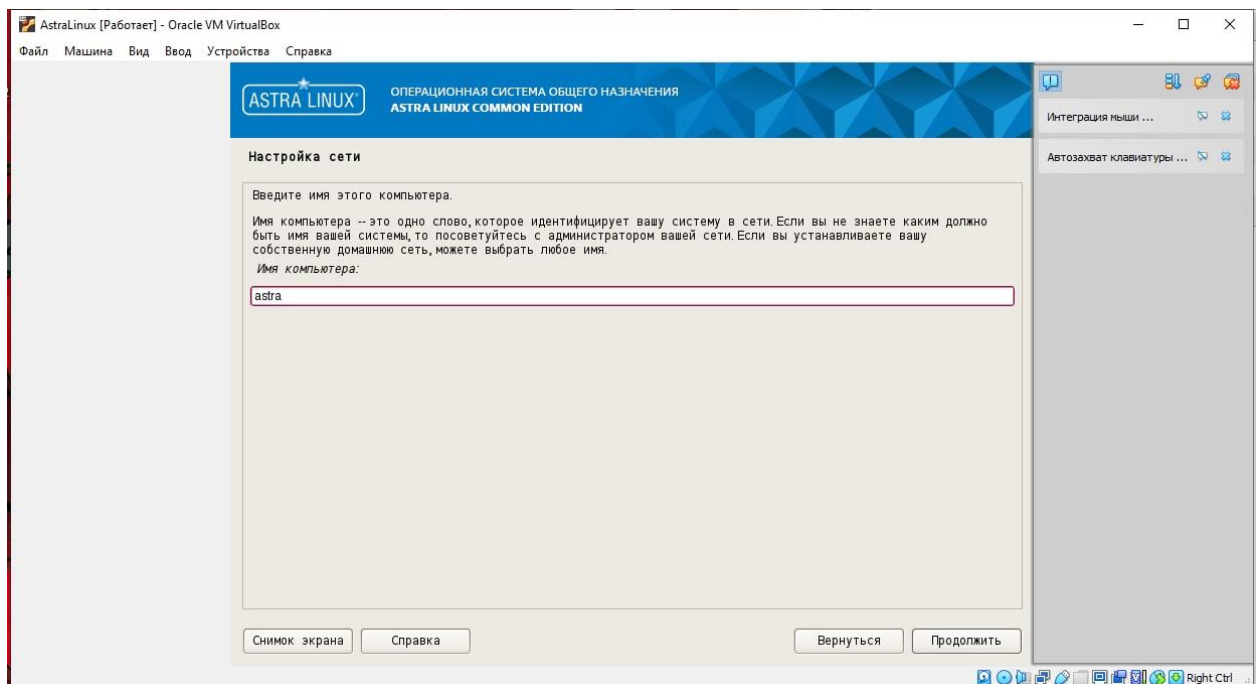 AstraLinux [Работает] - Oracle VM VirtualBox
Файл Машина Вид Ввод Устройства Справка
ASTRA LINUX®
ОПЕРАЦИОННАЯ СИСТЕМА ОБЩЕГО НАЗНАЧЕНИЯ
ASTRA LINUX COMMON EDITION
Интеграция мыши ...
Автозахват клавиатуры ...
Настройка сети
Введите имя этого компьютера.
Имя компьютера -- это одно слово, которое идентифицирует вашу систему в сети. Если вы не знаете каким должно
быть имя вашей системы, то посоветуйтесь с администратором вашей сети. Если вы устанавливаете вашу
собственную домашнюю сеть, можете выбрать любое имя.
Имя компьютера:
astra
Снимок экрана Справка Вернуться Продолжить
Right Ctrl